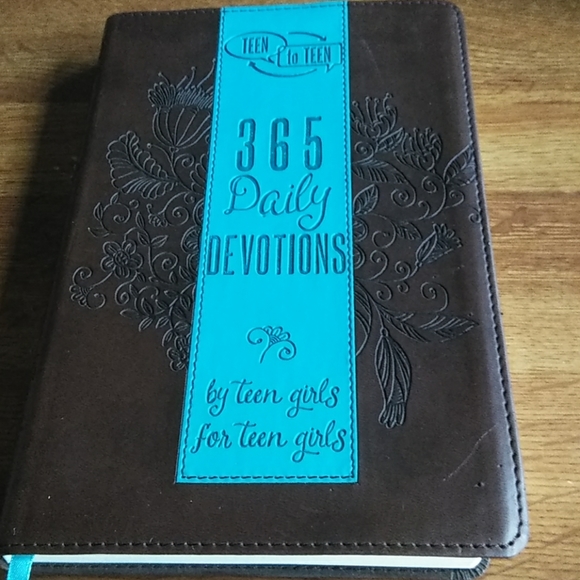 TEEN
to TEEN
365
Daily
DEVOTIONS
by teen girls
for teen girls